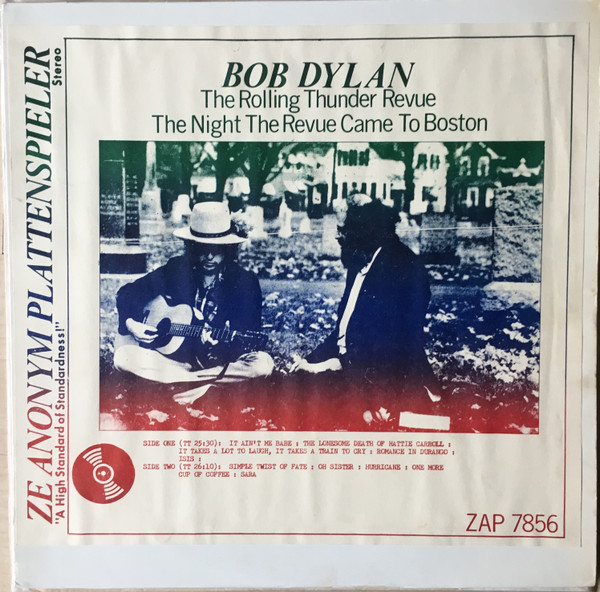 ZE ANONYM PLATTENSPIELER
Stereo
"A High Standard of Standardness!"
BOB DYLAN
The Rolling Thunder Revue
The Night The Revue Came To Boston
SIDE ONE (TT 25:30): IT AIN'T ME BABE : THE LONESOME DEATH OF HATTIE CARROLL :
IT TAKES A LOT TO LAUGH, IT TAKES A TRAIN TO CRY : ROMANCE IN DURANGO :
ISIS :
SIDE TWO (TT 26:10): SIMPLE TWIST OF FATE : OH SISTER : HURRICANE : ONE MORE
CUP OF COFFEE : SARA
ZAP 7856